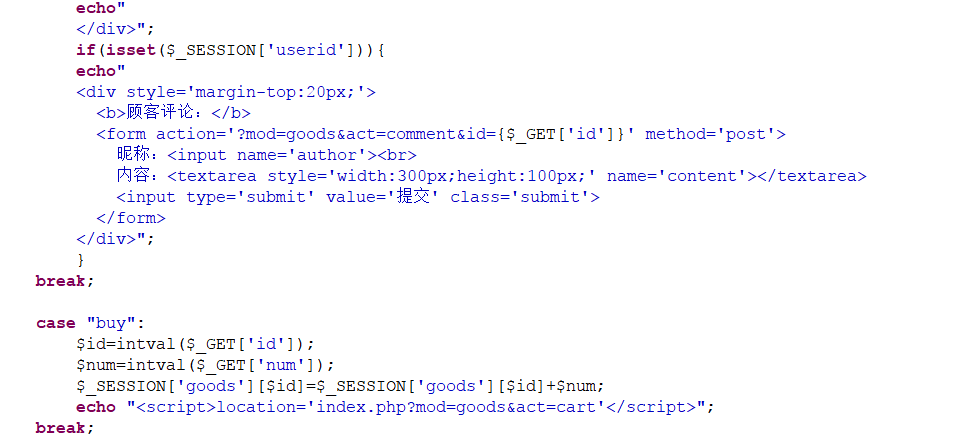 echo"
</div>";
if(isset($_SESSION['userid'])){
echo"
<div style='margin-top:20px;'>
<b>顾客评论：</b>
<form action='?mod=goods&act=comment&id={$_GET['id']}' method='post'>
昵称：<input name='author'><br>
内容：<textarea style='width:300px;height:100px;' name='content'></textarea>
<input type='submit' value='提交' class='submit'>
</form>
</div>";
}
break;
case "buy":
$id=intval($_GET['id']);
$num=intval($_GET['num']);
$_SESSION['goods'][$id]=$_SESSION['goods'][$id]+$num;
echo "<script>location='index.php?mod=goods&act=cart'</script>";
break;